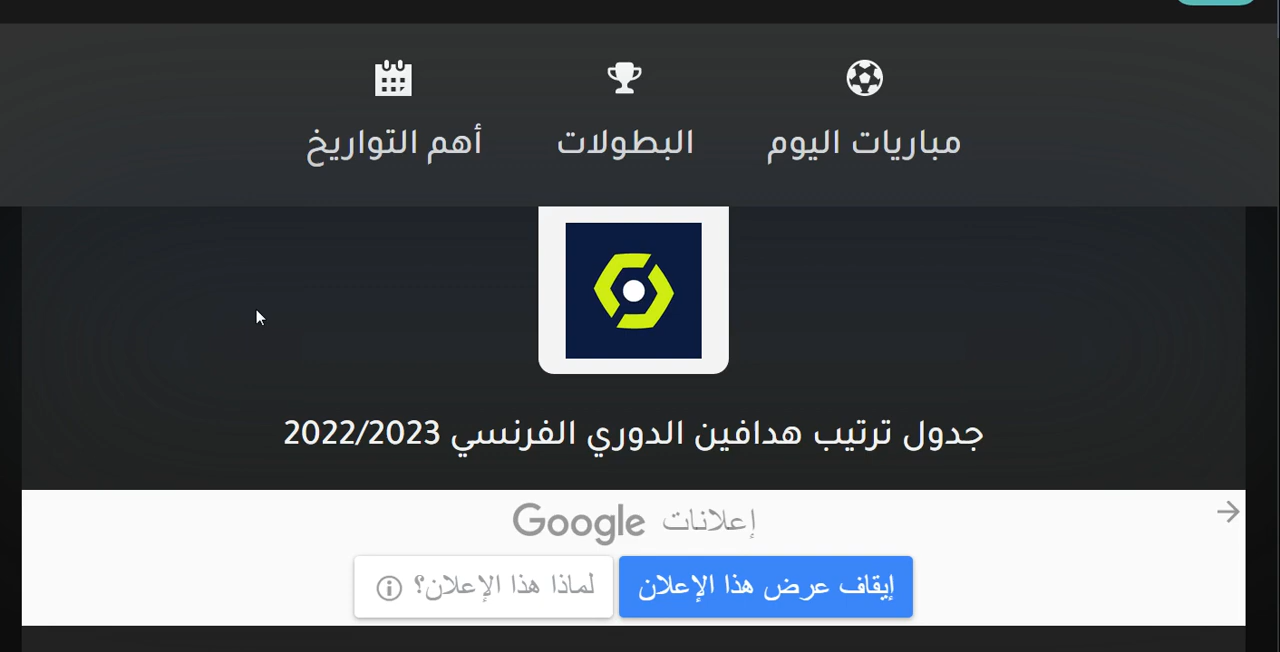 مباريات اليوم
البطولات
أهم التواريخ
جدول ترتيب هدافين الدوري الفرنسي 2022/2023
إعلانات Google
إيقاف عرض هذا الإعلان
لماذا هذا الإعلان؟